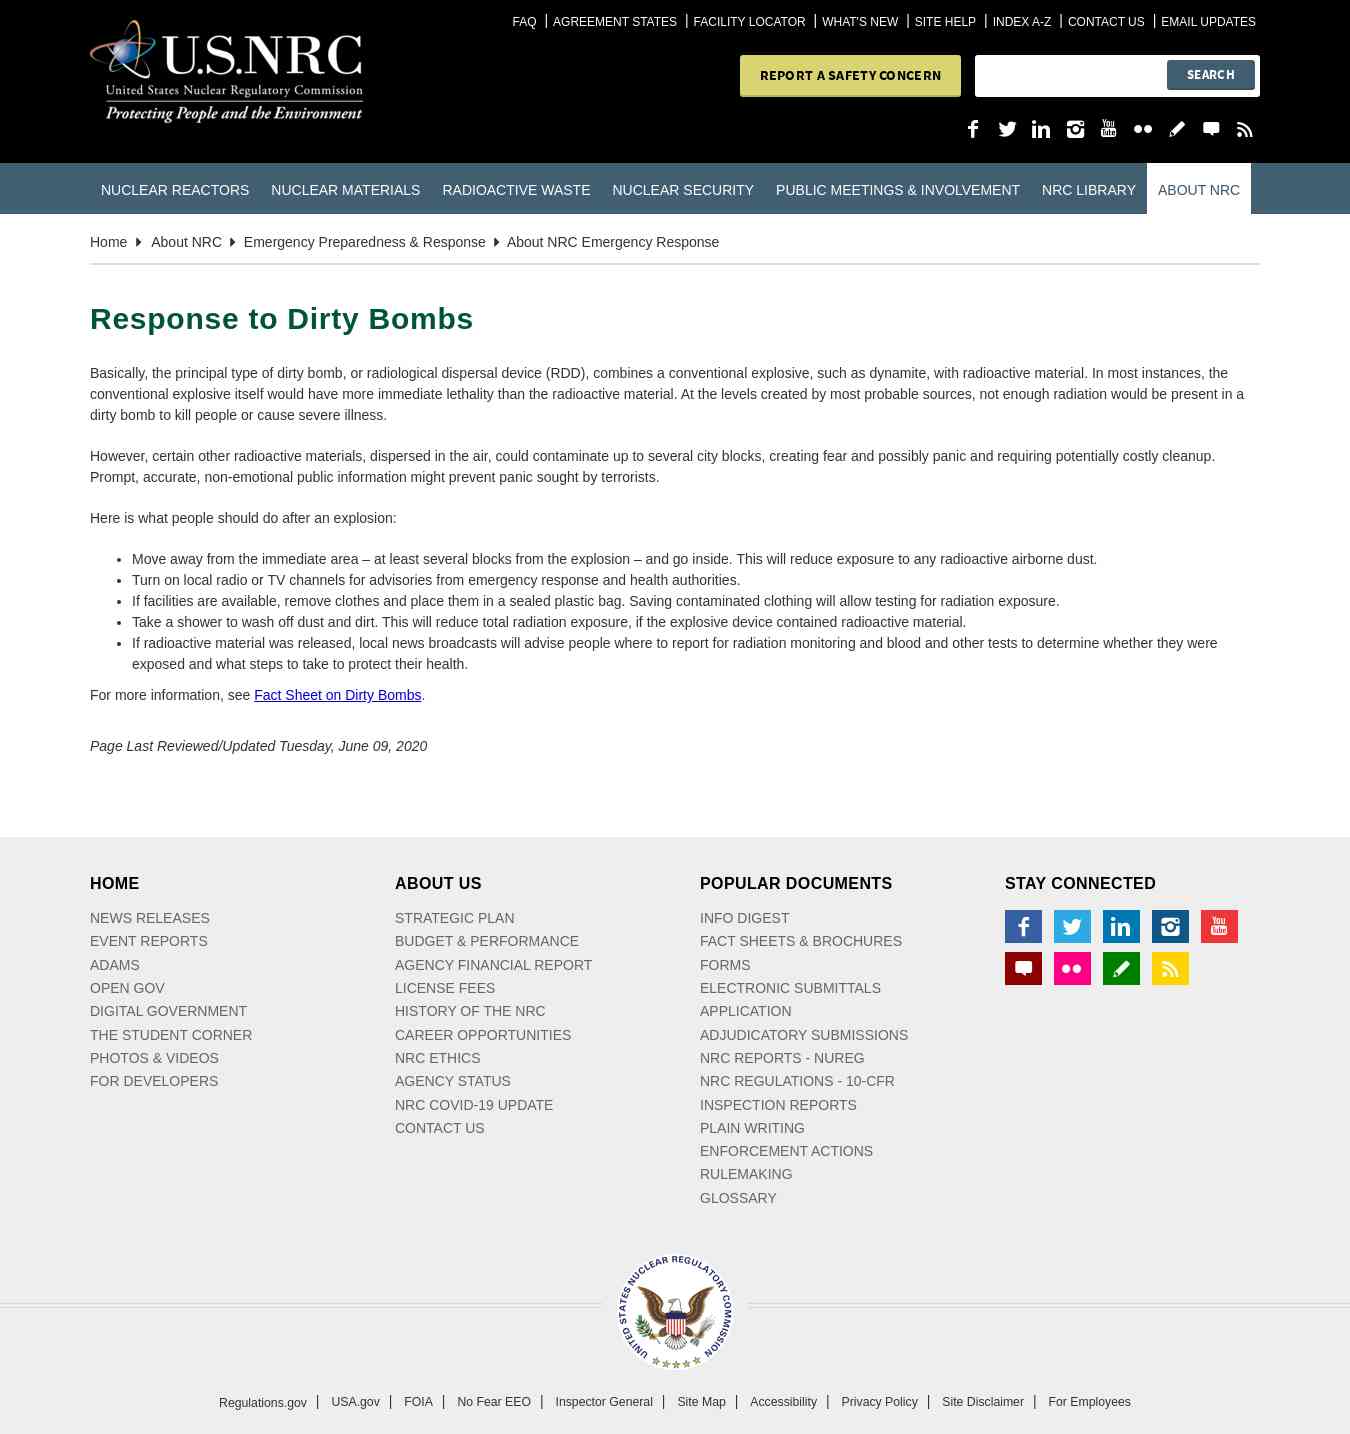 FAQ | AGREEMENT STATES | FACILITY LOCATOR | WHAT'S NEW | SITE HELP | INDEX A-Z | CONTACT US | EMAIL UPDATES
U.S.NRC
United States Nuclear Regulatory Commission
Protecting People and the Environment
REPORT A SAFETY CONCERN
SEARCH
You Tube
NUCLEAR REACTORS NUCLEAR MATERIALS RADIOACTIVE WASTE NUCLEAR SECURITY PUBLIC MEETINGS & INVOLVEMENT NRC LIBRARY ABOUT NRC
Home About NRC Emergency Preparedness & Response About NRC Emergency Response
Response to Dirty Bombs
Basically, the principal type of dirty bomb, or radiological dispersal device (RDD), combines a conventional explosive, such as dynamite, with radioactive material. In most instances, the
conventional explosive itself would have more immediate lethality than the radioactive material. At the levels created by most probable sources, not enough radiation would be present in a
dirty bomb to kill people or cause severe illness.
However, certain other radioactive materials, dispersed in the air, could contaminate up to several city blocks, creating fear and possibly panic and requiring potentially costly cleanup.
Prompt, accurate, non-emotional public information might prevent panic sought by terrorists.
Here is what people should do after an explosion:
• Move away from the immediate area – at least several blocks from the explosion – and go inside. This will reduce exposure to any radioactive airborne dust.
• Turn on local radio or TV channels for advisories from emergency response and health authorities.
• If facilities are available, remove clothes and place them in a sealed plastic bag. Saving contaminated clothing will allow testing for radiation exposure.
• Take a shower to wash off dust and dirt. This will reduce total radiation exposure, if the explosive device contained radioactive material.
• If radioactive material was released, local news broadcasts will advise people where to report for radiation monitoring and blood and other tests to determine whether they were
exposed and what steps to take to protect their health.
For more information, see Fact Sheet on Dirty Bombs.
Page Last Reviewed/Updated Tuesday, June 09, 2020
HOME
NEWS RELEASES
EVENT REPORTS
ADAMS
OPEN GOV
DIGITAL GOVERNMENT
THE STUDENT CORNER
PHOTOS & VIDEOS
FOR DEVELOPERS
ABOUT US
STRATEGIC PLAN
BUDGET & PERFORMANCE
AGENCY FINANCIAL REPORT
LICENSE FEES
HISTORY OF THE NRC
CAREER OPPORTUNITIES
NRC ETHICS
AGENCY STATUS
NRC COVID-19 UPDATE
CONTACT US
POPULAR DOCUMENTS
INFO DIGEST
FACT SHEETS & BROCHURES
FORMS
ELECTRONIC SUBMITTALS
APPLICATION
ADJUDICATORY SUBMISSIONS
NRC REPORTS - NUREG
NRC REGULATIONS - 10-CFR
INSPECTION REPORTS
PLAIN WRITING
ENFORCEMENT ACTIONS
RULEMAKING
GLOSSARY
STAY CONNECTED
You Tube
UNITED STATES NUCLEAR REGULATORY COMMISSION
Regulations.gov | USA.gov | FOIA | No Fear EEO | Inspector General | Site Map | Accessibility | Privacy Policy | Site Disclaimer | For Employees